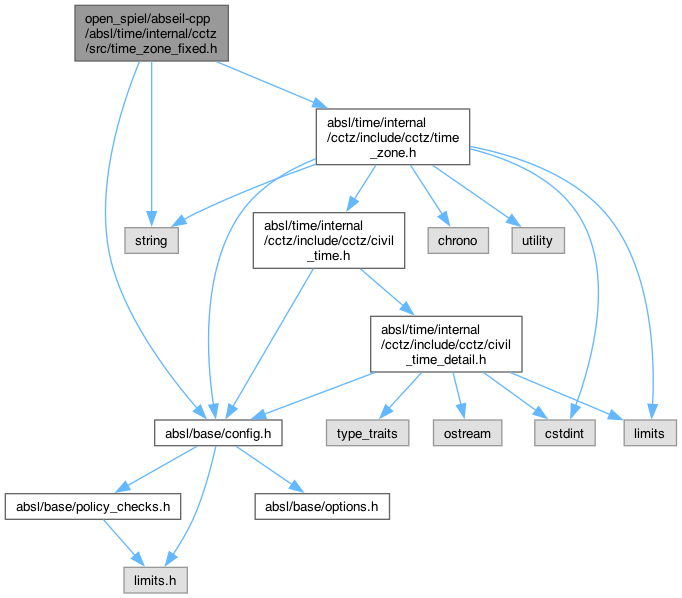 open_spiel/abseil-cpp
/absl/time/internal/cctz
/src/time_zone_fixed.h
absl/time/internal
/cctz/include/cctz/time
_zone.h
string
absl/time/internal
/cctz/include/cctz/civil
_time.h
chrono
utility
absl/time/internal
/cctz/include/cctz/civil
_time_detail.h
absl/base/config.h
type_traits
ostream
cstdint
limits
absl/base/policy_checks.h
absl/base/options.h
limits.h